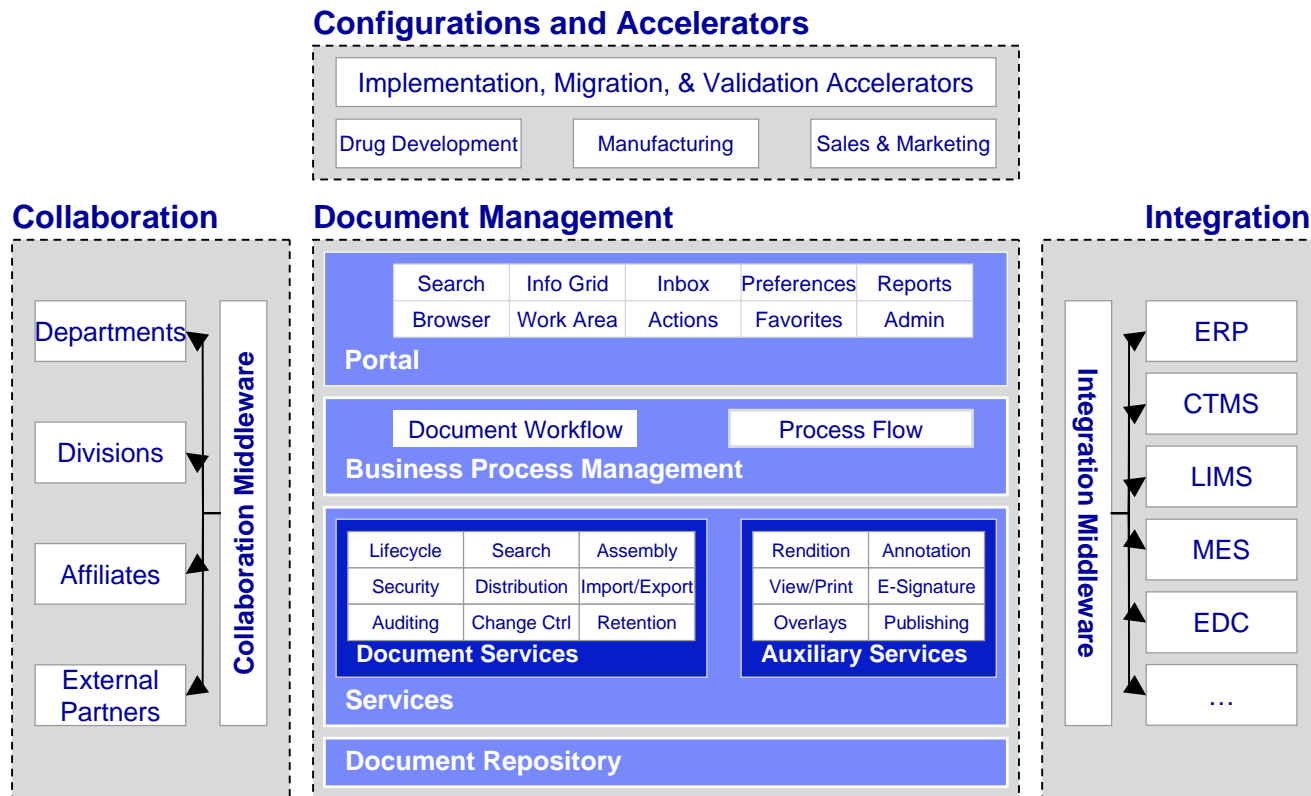 Configurations and Accelerators
Implementation, Migration, & Validation Accelerators
Drug Development
Manufacturing
Sales & Marketing
Collaboration
Departments
Divisions
Affiliates
External
Partners
Collaboration Middleware
Document Management
Search
Info Grid
Inbox
Preferences
Reports
Browser
Work Area
Actions
Favorites
Admin
Portal
Document Workflow
Process Flow
Business Process Management
Lifecycle
Search
Assembly
Security
Distribution
Import/Export
Auditing
Change Ctrl
Retention
Document Services
Rendition
Annotation
View/Print
E-Signature
Overlays
Publishing
Auxiliary Services
Services
Document Repository
Integration
Integration Middleware
ERP
CTMS
LIMS
MES
EDC
…